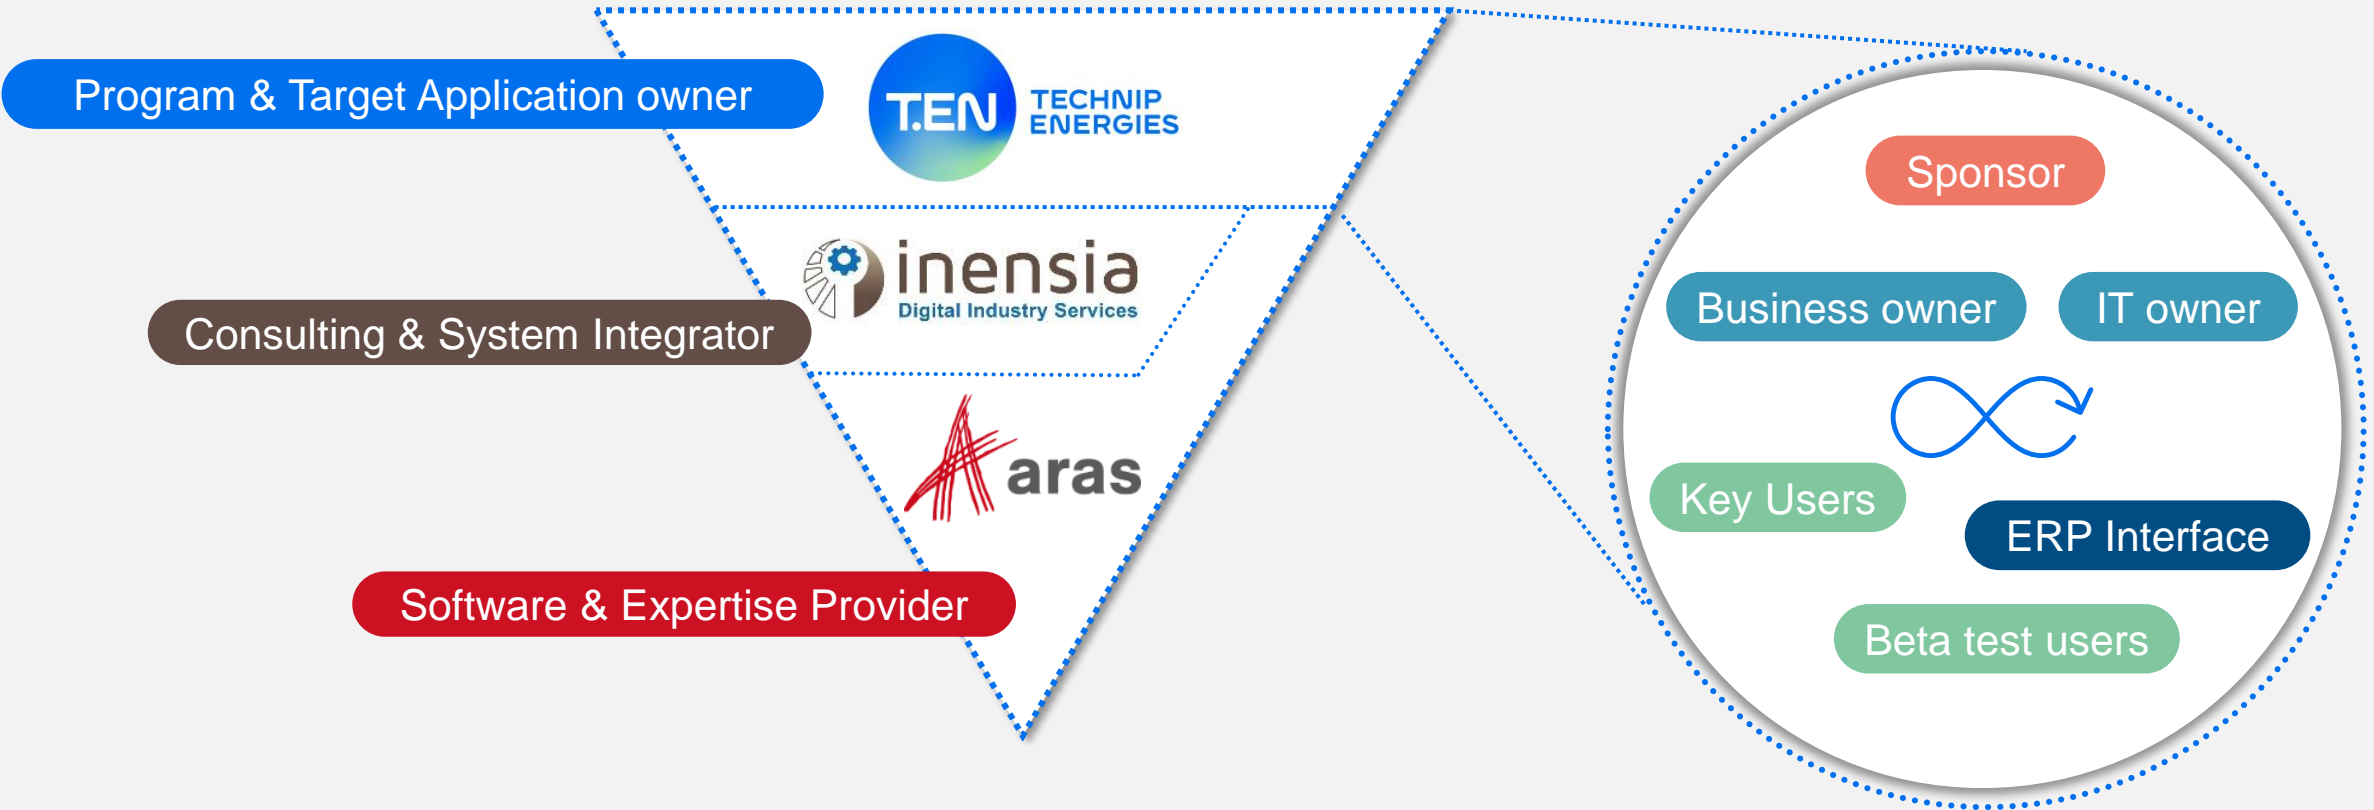 Program & Target Application owner
T.EN
TECHNIP
ENERGIES
inensia
Digital Industry Services
Consulting & System Integrator
aras
Software & Expertise Provider
Sponsor
Business owner
IT owner
Key Users
ERP Interface
Beta test users